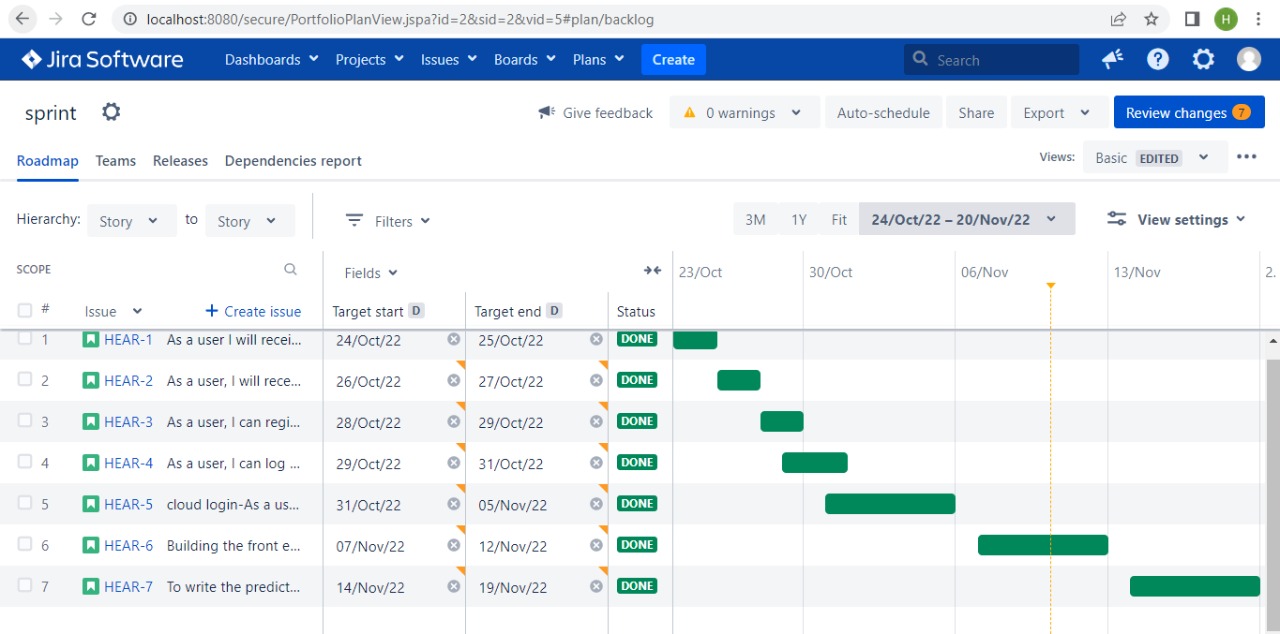 localhost:8080/secure/PortfolioPlanView.jspa?id=2&sid=2&vid=5#plan/backlog
H
Jira Software Dashboards Projects Issues Boards Plans Create Search
sprint Give feedback 0 warnings Auto-schedule Share Export Review changes 7
Roadmap Teams Releases Dependencies report Views: Basic EDITED
Hierarchy: Story to Story Filters 3M 1Y Fit 24/Oct/22 – 20/Nov/22 View settings
SCOPE Fields 23/Oct 30/Oct 06/Nov 13/Nov 2.
# Issue + Create issue Target start D Target end D Status
1 HEAR-1 As a user I will recei... 24/Oct/22 25/Oct/22 DONE
2 HEAR-2 As a user, I will rece... 26/Oct/22 27/Oct/22 DONE
3 HEAR-3 As a user, I can regi... 28/Oct/22 29/Oct/22 DONE
4 HEAR-4 As a user, I can log ... 29/Oct/22 31/Oct/22 DONE
5 HEAR-5 cloud login-As a us... 31/Oct/22 05/Nov/22 DONE
6 HEAR-6 Building the front e... 07/Nov/22 12/Nov/22 DONE
7 HEAR-7 To write the predict... 14/Nov/22 19/Nov/22 DONE